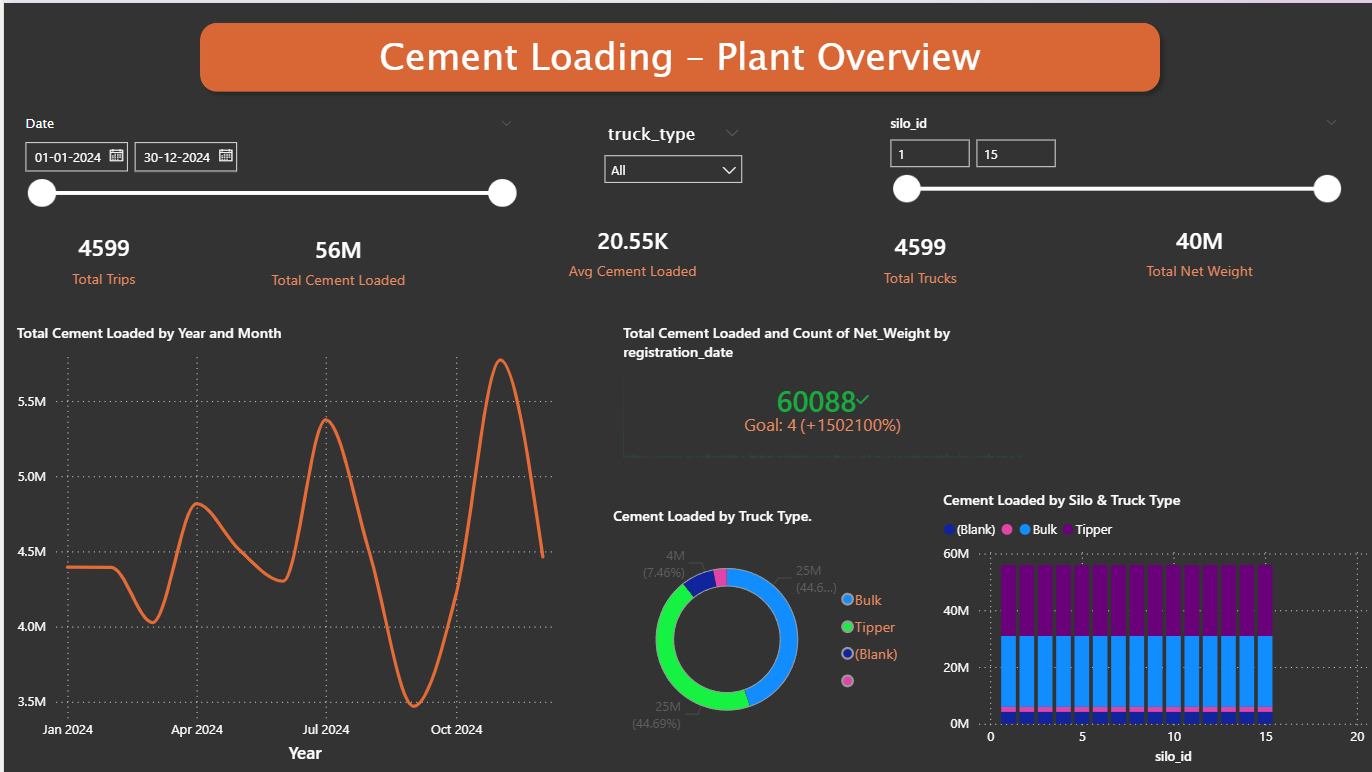 Cement Loading – Plant Overview
Date
01-01-2024
30-12-2024
truck_type
All
silo_id
1
15
4599
Total Trips
56M
Total Cement Loaded
20.55K
Avg Cement Loaded
4599
Total Trucks
40M
Total Net Weight
Total Cement Loaded by Year and Month
5.5M
5.0M
4.5M
4.0M
3.5M
Jan 2024
Apr 2024
Jul 2024
Oct 2024
Year
Total Cement Loaded and Count of Net_Weight by
registration_date
60088
Goal: 4 (+1502100%)
Cement Loaded by Truck Type.
4M
(7.46%)
25M
(44.6...)
25M
(44.69%)
Bulk
Tipper
(Blank)
Cement Loaded by Silo & Truck Type
(Blank) Bulk Tipper
60M
40M
20M
0M
0
5
10
15
20
silo_id